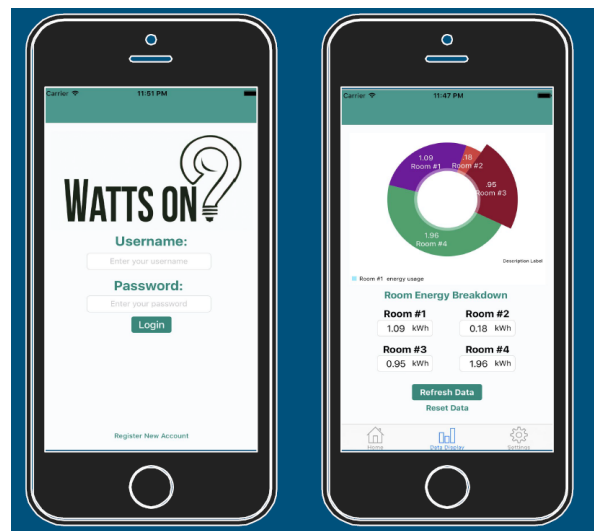 Carrier
11:51 PM
WATTS ON?
Username:
Enter your username
Password:
Enter your password
Login
Register New Account
Carrier
11:47 PM
1.09
Room #1
.18
Room #2
.95
Room #3
1.96
Room #4
Description Label
Room #1 energy usage
Room Energy Breakdown
Room #1 Room #2
1.09 kWh 0.18 kWh
Room #3 Room #4
0.95 kWh 1.96 kWh
Refresh Data
Reset Data
Home Data Display Settings